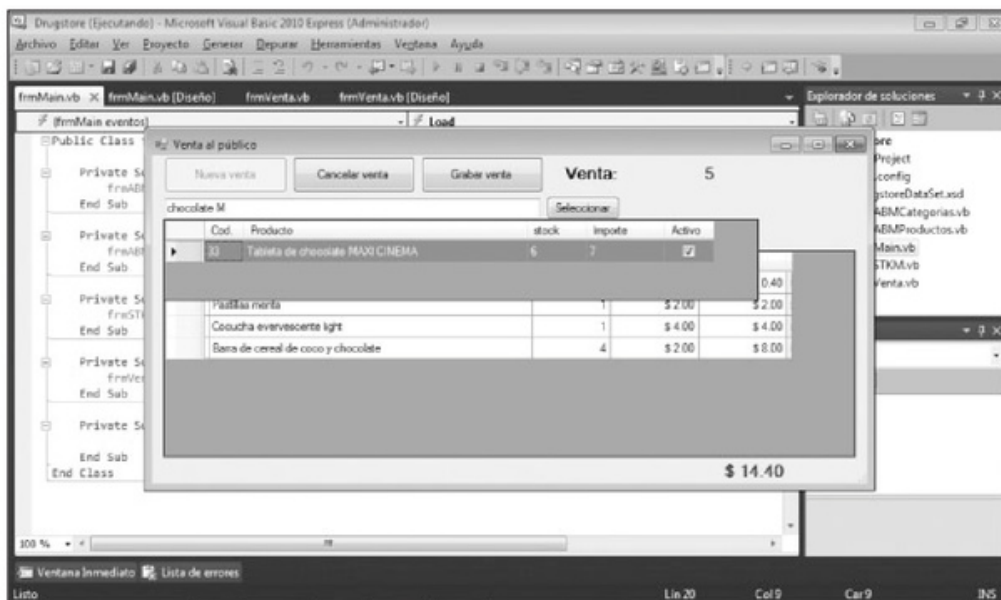 Drugstore (Ejecutando) - Microsoft Visual Basic 2010 Express (Administrador)
Archivo Editar Ver Proyecto Generar Depurar Herramientas Ventana Ayuda
frmMain.vb frmMain.vb [Diseño] frmVenta.vb frmVenta.vb [Diseño]
Explorador de soluciones
(frmMain eventos) Load
Public Class
Private S
frmAB
End Sub
Private S
frmAB
End Sub
Private S
frmST
End Sub
Private S
frmVe
End Sub
Private S
End Sub
End Class
Venta al público
Nueva venta Cancelar venta Grabar venta Venta: 5
chocolate M Seleccionar
Cod. Producto stock importe Activo
33 Tableta de chocolate MAXI CINEMA 6 7
0.40
Pastillas menta 1 $ 2.00 $ 2.00
Cocucha evervescente light 1 $ 4.00 $ 4.00
Barra de cereal de coco y chocolate 4 $ 2.00 $ 8.00
$ 14.40
ore
Project
.config
gstoreDataSet.xsd
ABMCategorias.vb
ABMProductos.vb
Main.vb
STKM.vb
Venta.vb
100 %
Ventana Inmediato Lista de errores
Listo Lín 20 Col 9 Car 9 INS